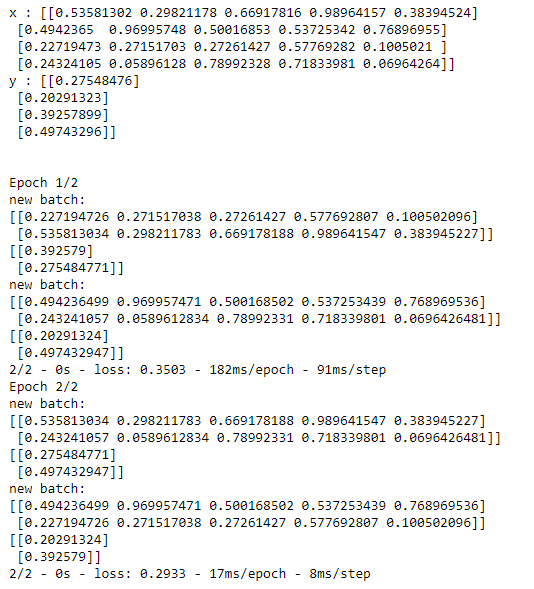 x : [[0.53581302 0.29821178 0.66917816 0.98964157 0.38394524]
 [0.4942365  0.96995748 0.50016853 0.53725342 0.76896955]
 [0.22719473 0.27151703 0.27261427 0.57769282 0.1005021 ]
 [0.24324105 0.05896128 0.78992328 0.71833981 0.06964264]]
y : [[0.27548476]
 [0.20291323]
 [0.39257899]
 [0.49743296]]
Epoch 1/2
new batch:
[[0.227194726 0.271517038 0.27261427 0.577692807 0.100502096]
 [0.535813034 0.298211783 0.669178188 0.989641547 0.383945227]]
[[0.392579]
 [0.275484771]]
new batch:
[[0.494236499 0.969957471 0.500168502 0.537253439 0.768969536]
 [0.243241057 0.0589612834 0.78992331 0.718339801 0.0696426481]]
[[0.20291324]
 [0.497432947]]
2/2 - 0s - loss: 0.3503 - 182ms/epoch - 91ms/step
Epoch 2/2
new batch:
[[0.535813034 0.298211783 0.669178188 0.989641547 0.383945227]
 [0.243241057 0.0589612834 0.78992331 0.718339801 0.0696426481]]
[[0.275484771]
 [0.497432947]]
new batch:
[[0.494236499 0.969957471 0.500168502 0.537253439 0.768969536]
 [0.227194726 0.271517038 0.27261427 0.577692807 0.100502096]]
[[0.20291324]
 [0.392579]]
2/2 - 0s - loss: 0.2933 - 17ms/epoch - 8ms/step